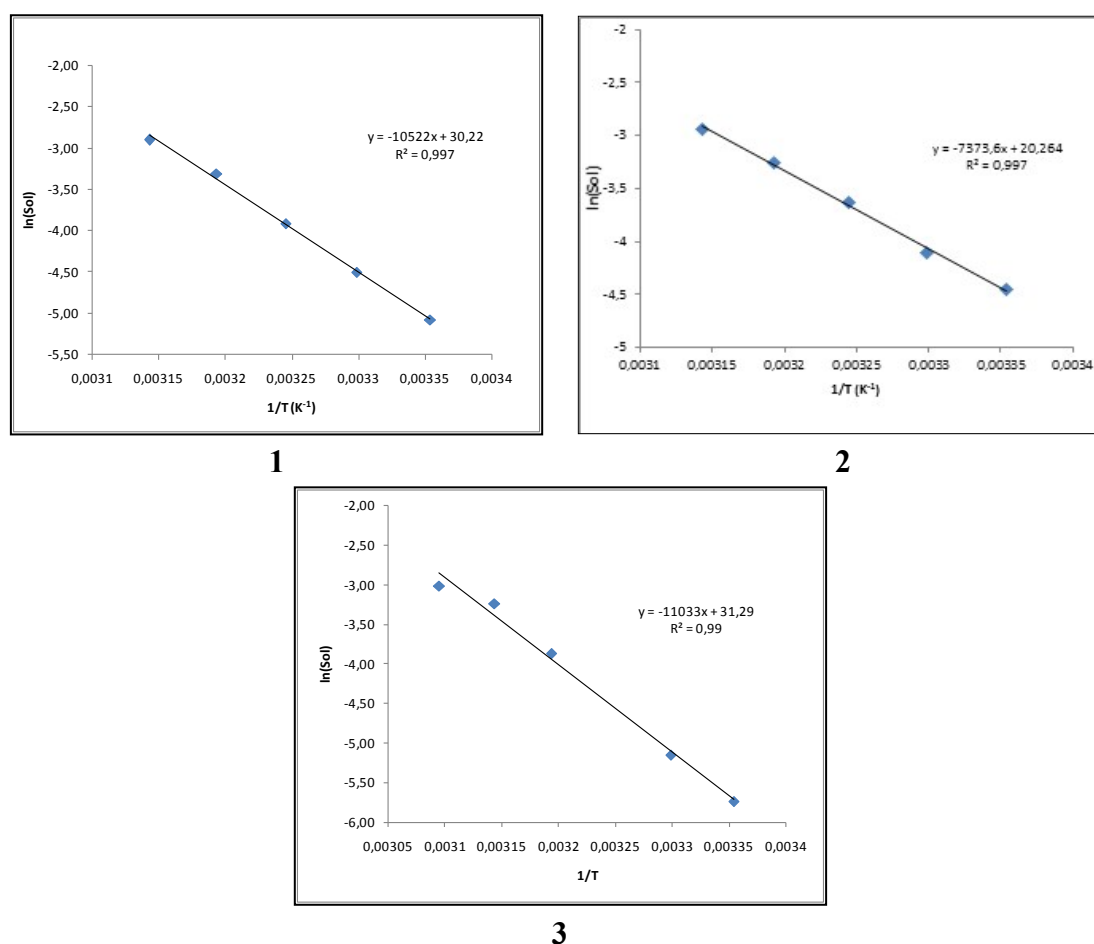 -2,00
-2,50
-3,00
-3,50
-4,00
-4,50
-5,00
-5,50
ln(Sol)
y = -10522x + 30,22
R² = 0,997
0,0031 0,00315 0,0032 0,00325 0,0033 0,00335 0,0034
1/T (K⁻¹)
1
-2
-2,5
-3
-3,5
-4
-4,5
-5
ln(Sol)
y = -7373,6x + 20,264
R² = 0,997
0,0031 0,00315 0,0032 0,00325 0,0033 0,00335 0,0034
1/T (K⁻¹)
2
-2,00
-2,50
-3,00
-3,50
-4,00
-4,50
-5,00
-5,50
-6,00
ln(Sol)
y = -11033x + 31,29
R² = 0,99
0,00305 0,0031 0,00315 0,0032 0,00325 0,0033 0,00335 0,0034
1/T
3